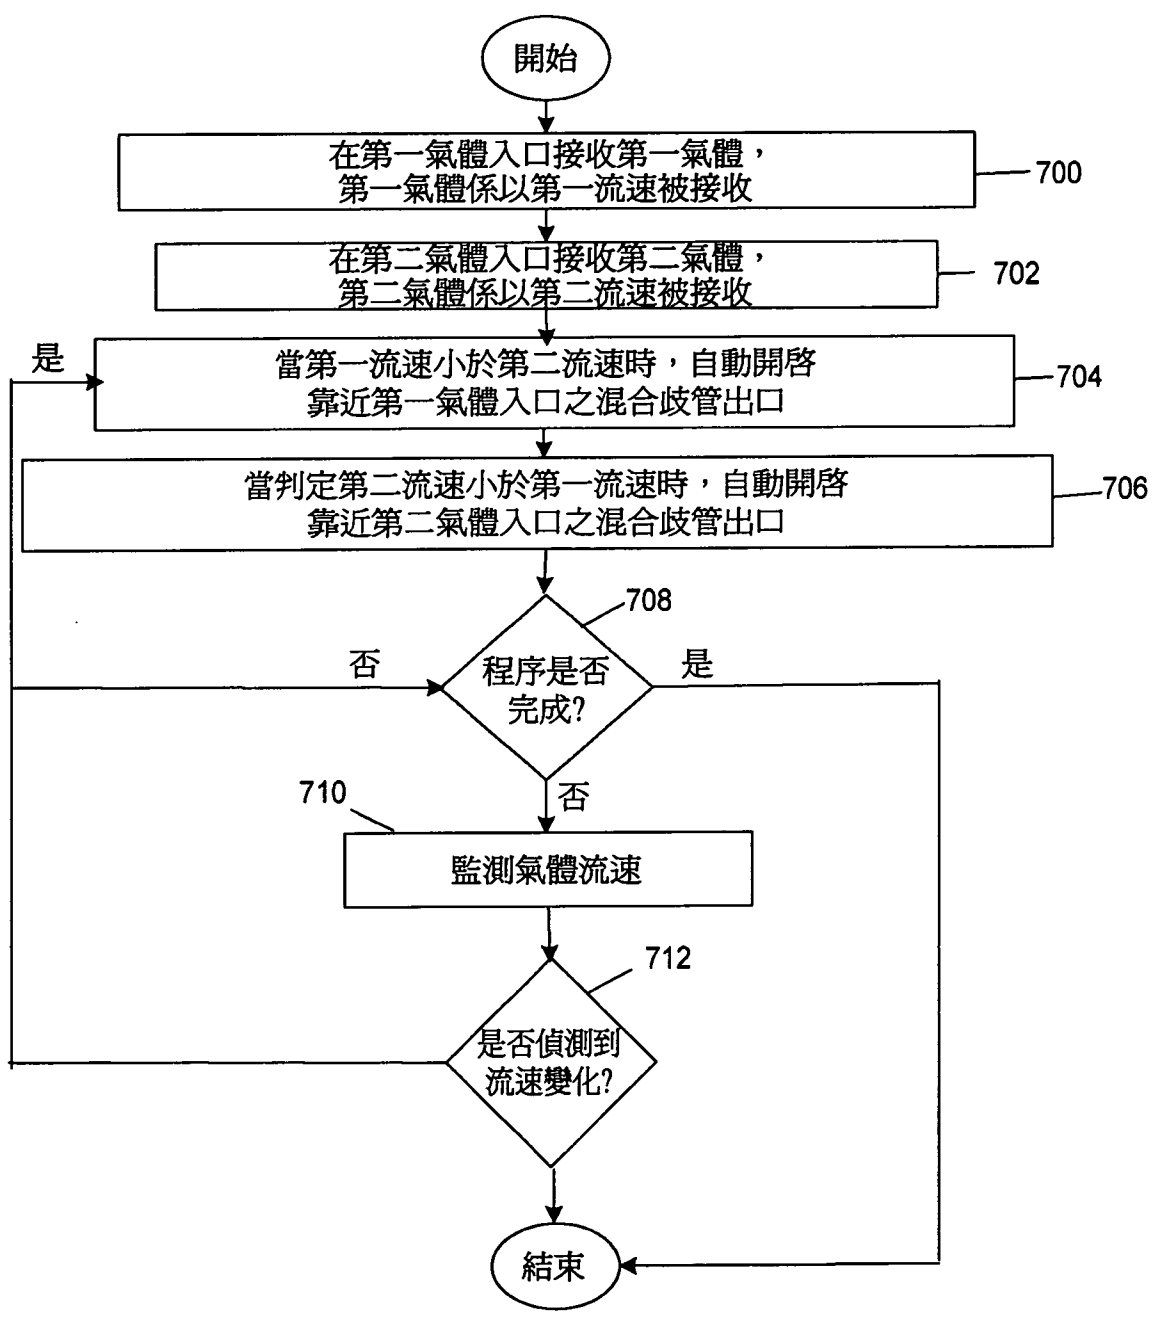 開始
在第一氣體入口接收第一氣體，
第一氣體係以第一流速被接收
700
在第二氣體入口接收第二氣體，
第二氣體係以第二流速被接收
702
是
當第一流速小於第二流速時，自動開啓
靠近第一氣體入口之混合歧管出口
704
當判定第二流速小於第一流速時，自動開啓
靠近第二氣體入口之混合歧管出口
706
708
否
程序是否
完成?
是
否
710
監測氣體流速
712
是否偵測到
流速變化?
結束